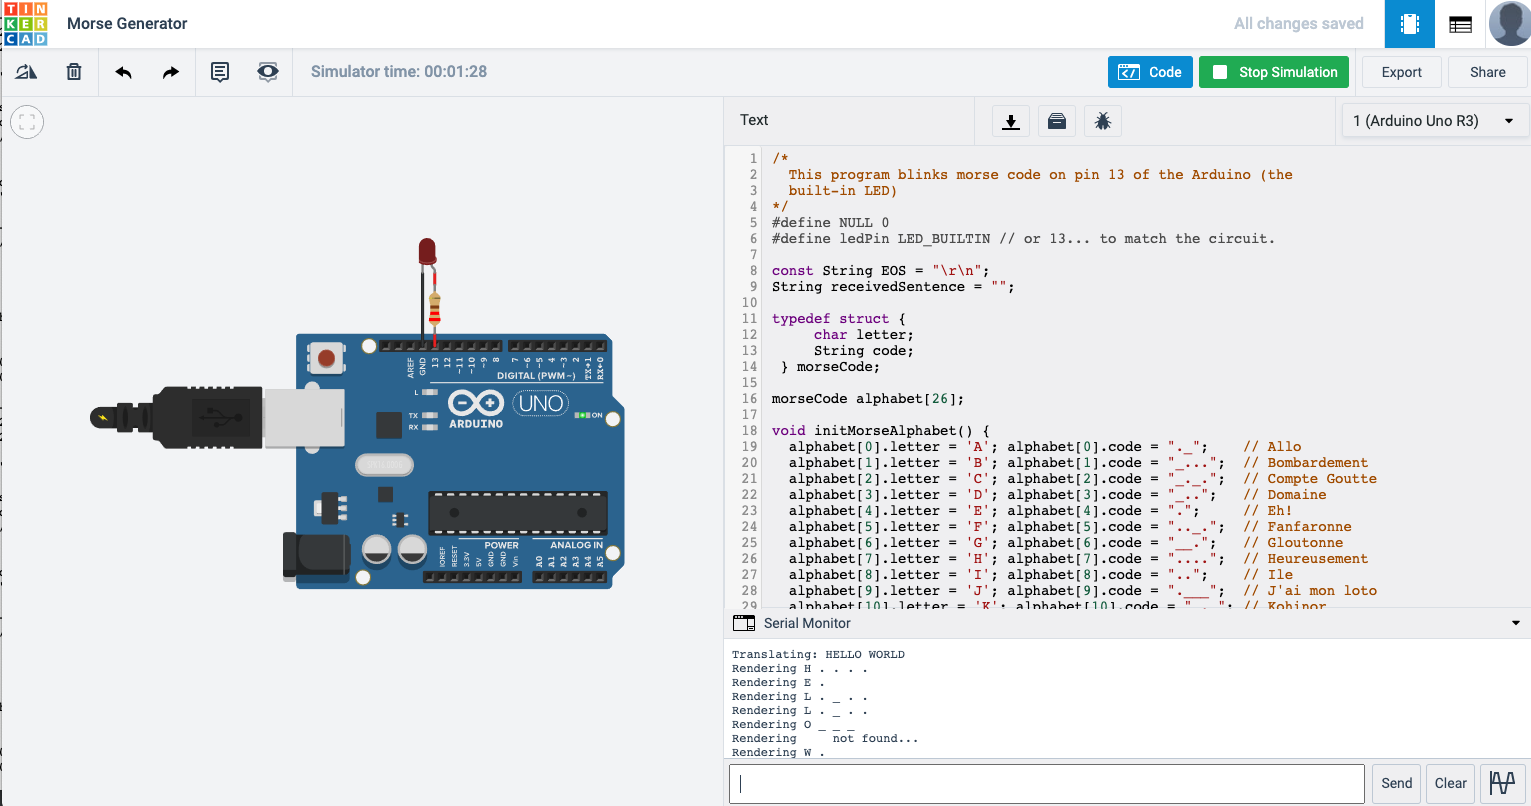 TIN
KER
CAD
Morse Generator
All changes saved
Simulator time: 00:01:28
Code
Stop Simulation
Export
Share
Text
1 (Arduino Uno R3)
1 /*
2 This program blinks morse code on pin 13 of the Arduino (the
3 built-in LED)
4 */
5 #define NULL 0
6 #define ledPin LED_BUILTIN // or 13... to match the circuit.
7
8 const String EOS = "\r\n";
9 String receivedSentence = "";
10
11 typedef struct {
12 char letter;
13 String code;
14 } morseCode;
15
16 morseCode alphabet[26];
17
18 void initMorseAlphabet() {
19 alphabet[0].letter = 'A'; alphabet[0].code = "._"; // Allo
20 alphabet[1].letter = 'B'; alphabet[1].code = "_..."; // Bombardement
21 alphabet[2].letter = 'C'; alphabet[2].code = "_._."; // Compte Goutte
22 alphabet[3].letter = 'D'; alphabet[3].code = "_.."; // Domaine
23 alphabet[4].letter = 'E'; alphabet[4].code = "."; // Eh!
24 alphabet[5].letter = 'F'; alphabet[5].code = ".._."; // Fanfaronne
25 alphabet[6].letter = 'G'; alphabet[6].code = "__."; // Gloutonne
26 alphabet[7].letter = 'H'; alphabet[7].code = "...."; // Heureusement
27 alphabet[8].letter = 'I'; alphabet[8].code = ".."; // Ile
28 alphabet[9].letter = 'J'; alphabet[9].code = ".___"; // J'ai mon loto
29 alphabet[10].letter = 'K'; alphabet[10].code = "_._"; // Kohinor
AREF
GND
13
12
~11
~10
~9
8
7
~6
~5
4
~3
2
TX→1
RX←0
DIGITAL (PWM ~)
L
TX
RX
ARDUINO
UNO
ON
POWER
ANALOG IN
IOREF
RESET
3.3V
5V
GND
GND
Vin
A0
A1
A2
A3
A4
A5
Serial Monitor
Translating: HELLO WORLD
Rendering H . . . .
Rendering E .
Rendering L . _ . .
Rendering L . _ . .
Rendering O _ _ _
Rendering   not found...
Rendering W .
Send
Clear